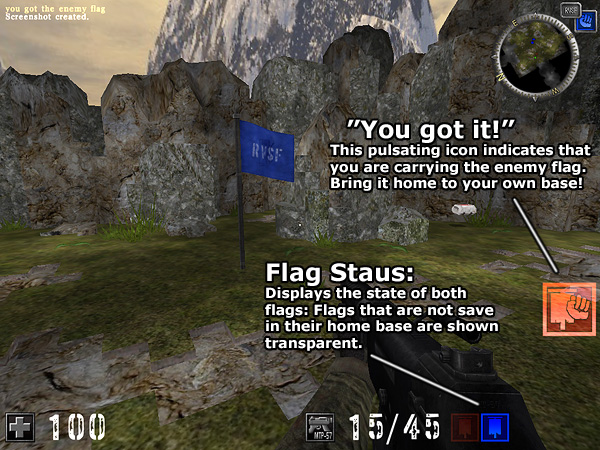 you got the enemy flag
Screenshot created.
RVSF
RVSF
"You got it!"
This pulsating icon indicates that
you are carrying the enemy flag.
Bring it home to your own base!
Flag Staus:
Displays the state of both
flags: Flags that are not save
in their home base are shown
transparent.
100
MTP-57
15/45